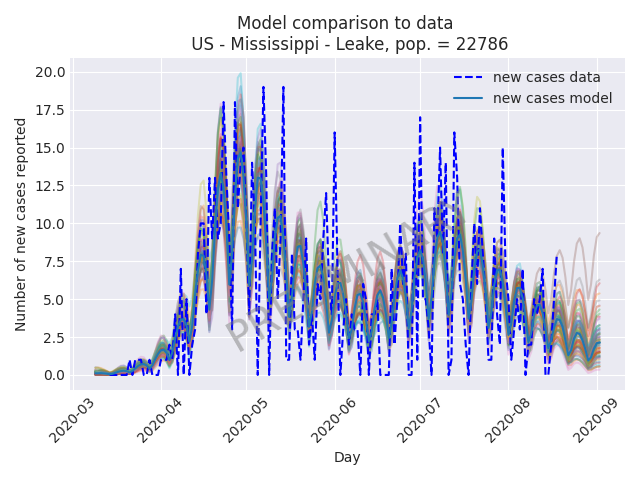 Model comparison to data
US - Mississippi - Leake, pop. = 22786
Number of new cases reported
20.0
17.5
15.0
12.5
10.0
7.5
5.0
2.5
0.0
new cases data
new cases model
PRELIMINARY
2020-03
2020-04
2020-05
2020-06
2020-07
2020-08
2020-09
Day